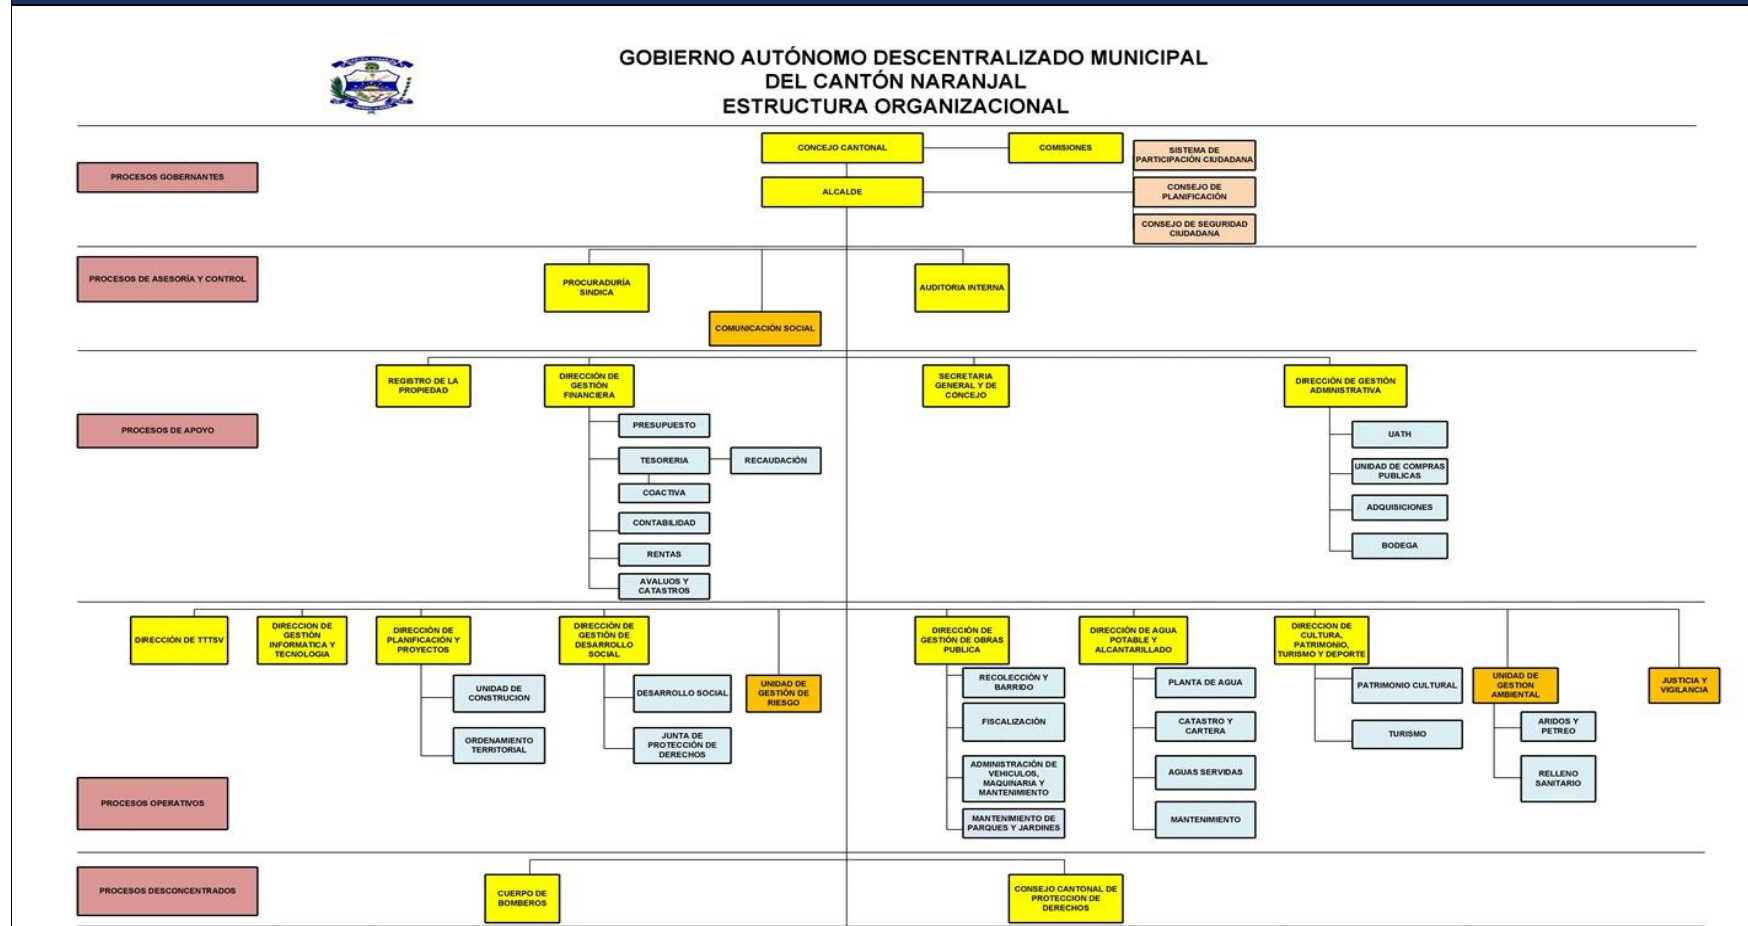 GOBIERNO AUTÓNOMO DESCENTRALIZADO MUNICIPAL
DEL CANTÓN NARANJAL
ESTRUCTURA ORGANIZACIONAL
PROCESOS GOBERNANTES
CONCEJO CANTONAL
COMISIONES
ALCALDE
SISTEMA DE
PARTICIPACIÓN CIUDADANA
CONSEJO DE
PLANIFICACIÓN
CONSEJO DE SEGURIDAD
CIUDADANA
PROCESOS DE ASESORÍA Y CONTROL
PROCURADURÍA
SINDICA
COMUNICACIÓN SOCIAL
AUDITORIA INTERNA
PROCESOS DE APOYO
REGISTRO DE LA
PROPIEDAD
DIRECCIÓN DE
GESTIÓN
FINANCIERA
PRESUPUESTO
TESORERIA
RECAUDACIÓN
COACTIVA
CONTABILIDAD
RENTAS
AVALUOS Y
CATASTROS
SECRETARIA
GENERAL Y DE
CONCEJO
DIRECCIÓN DE GESTIÓN
ADMINISTRATIVA
UATH
UNIDAD DE COMPRAS
PUBLICAS
ADQUISICIONES
BODEGA
PROCESOS OPERATIVOS
DIRECCIÓN DE TTTSV
DIRECCION DE
GESTIÓN
INFORMATICA Y
TECNOLOGIA
DIRECCIÓN DE
PLANIFICACIÓN Y
PROYECTOS
UNIDAD DE
CONSTRUCION
ORDENAMIENTO
TERRITORIAL
DIRECCIÓN DE
GESTIÓN DE
DESARROLLO
SOCIAL
DESARROLLO SOCIAL
JUNTA DE
PROTECCIÓN DE
DERECHOS
UNIDAD DE
GESTIÓN DE
RIESGO
DIRECCIÓN DE
GESTIÓN DE OBRAS
PUBLICA
RECOLECCIÓN Y
BARRIDO
FISCALIZACIÓN
ADMINISTRACIÓN DE
VEHICULOS,
MAQUINARIA Y
MANTENIMIENTO
MANTENIMIENTO DE
PARQUES Y JARDINES
DIRECCIÓN DE AGUA
POTABLE Y
ALCANTARILLADO
PLANTA DE AGUA
CATASTRO Y
CARTERA
AGUAS SERVIDAS
MANTENIMIENTO
DIRECCION DE
CULTURA,
PATRIMONIO,
TURISMO Y DEPORTE
PATRIMONIO CULTURAL
TURISMO
UNIDAD DE
GESTION
AMBIENTAL
ARIDOS Y
PETREO
RELLENO
SANITARIO
JUSTICIA Y
VIGILANCIA
PROCESOS DESCONCENTRADOS
CUERPO DE
BOMBEROS
CONSEJO CANTONAL DE
PROTECCION DE
DERECHOS